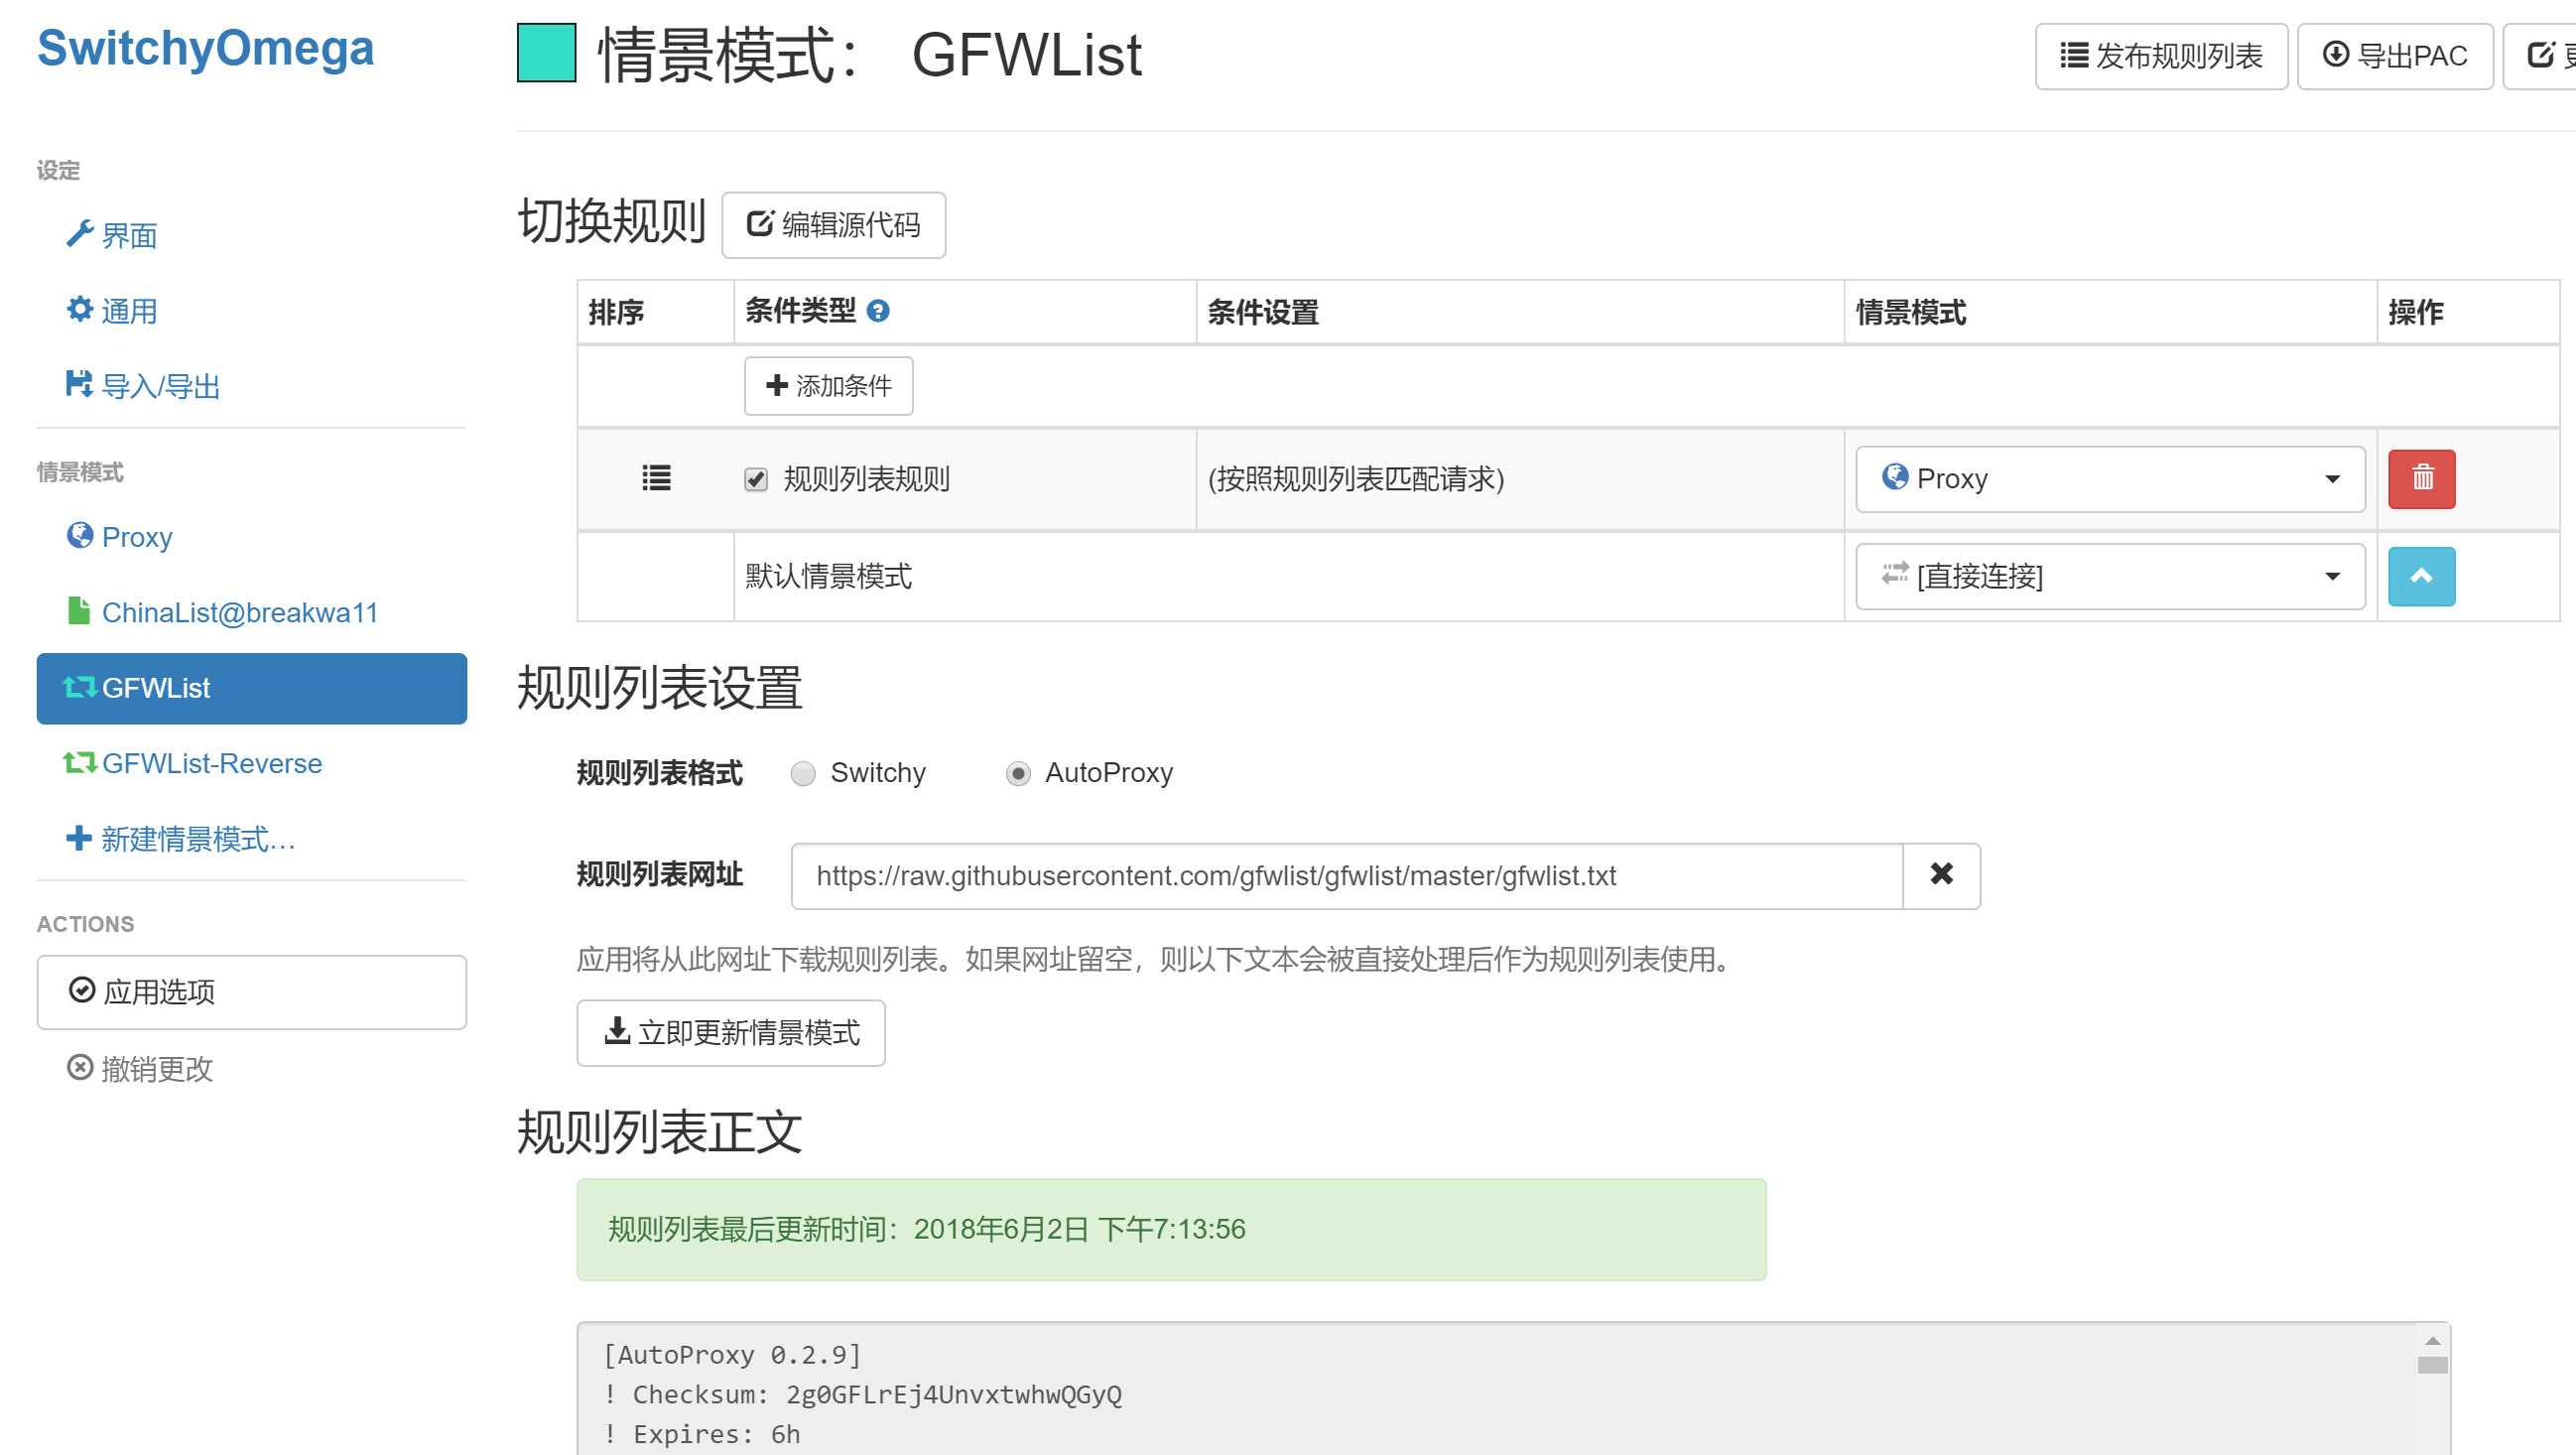 SwitchyOmega
设定
界面
通用
导入/导出
情景模式
Proxy
ChinaList@breakwa11
GFWList
GFWList-Reverse
新建情景模式…
ACTIONS
应用选项
撤销更改
情景模式： GFWList
发布规则列表
导出PAC
切换规则
编辑源代码
排序 条件类型 条件设置 情景模式 操作
添加条件
规则列表规则 (按照规则列表匹配请求) Proxy
默认情景模式 [直接连接]
规则列表设置
规则列表格式 Switchy AutoProxy
规则列表网址 https://raw.githubusercontent.com/gfwlist/gfwlist/master/gfwlist.txt
应用将从此网址下载规则列表。如果网址留空，则以下文本会被直接处理后作为规则列表使用。
立即更新情景模式
规则列表正文
规则列表最后更新时间：2018年6月2日 下午7:13:56
[AutoProxy 0.2.9]
! Checksum: 2g0GFLrEj4UnvxtwhwQGyQ
! Expires: 6h